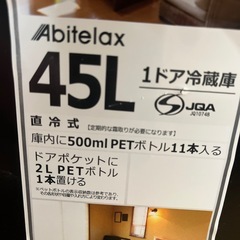 Abitelax
45L
1ドア冷蔵庫
JQA
JQ1074B
直冷式 【定期的な霜取りが必要になります】
庫内に500ml PETボトル11本入る
ドアポケットに
2L PETボトル
1本置ける